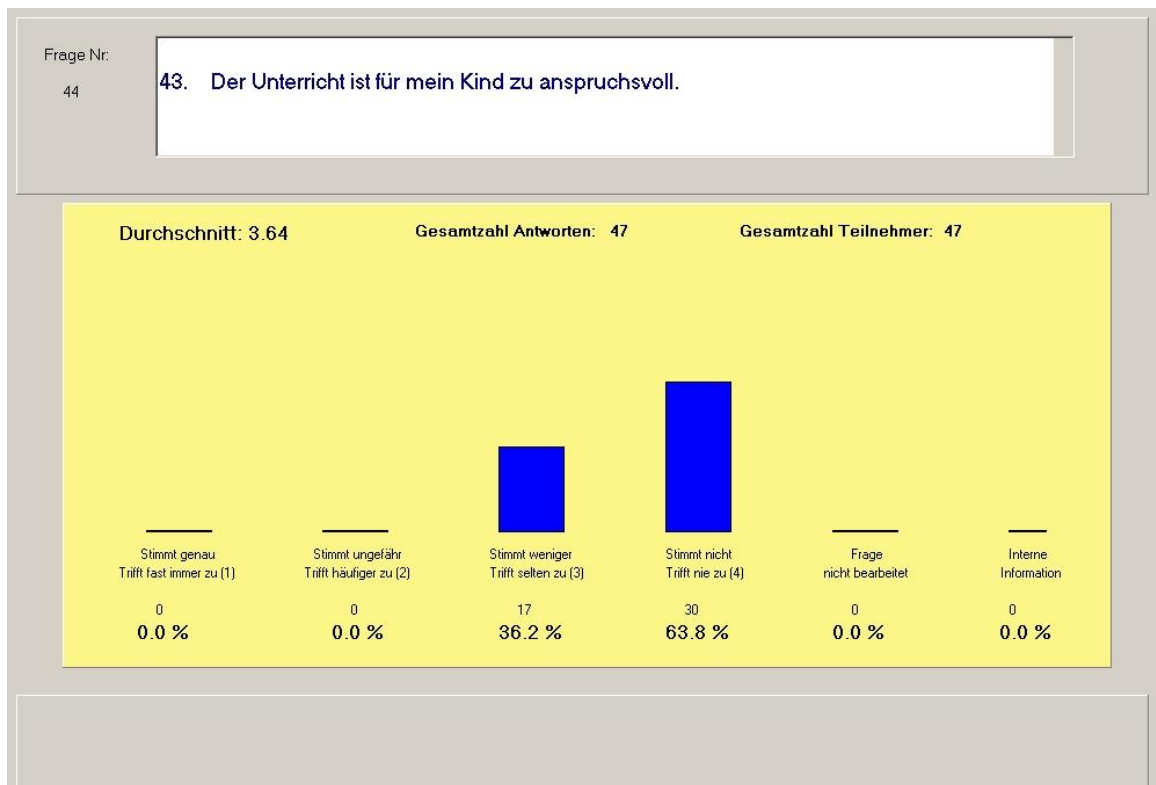 Frage Nr:
44
43. Der Unterricht ist für mein Kind zu anspruchsvoll.
Durchschnitt: 3.64 Gesamtzahl Antworten: 47 Gesamtzahl Teilnehmer: 47
Stimmt genau Stimmt ungefähr Stimmt weniger Stimmt nicht Frage Interne
Trifft fast immer zu (1) Trifft häufiger zu (2) Trifft selten zu (3) Trifft nie zu (4) nicht bearbeitet Information
0 0 17 30 0 0
0.0 % 0.0 % 36.2 % 63.8 % 0.0 % 0.0 %